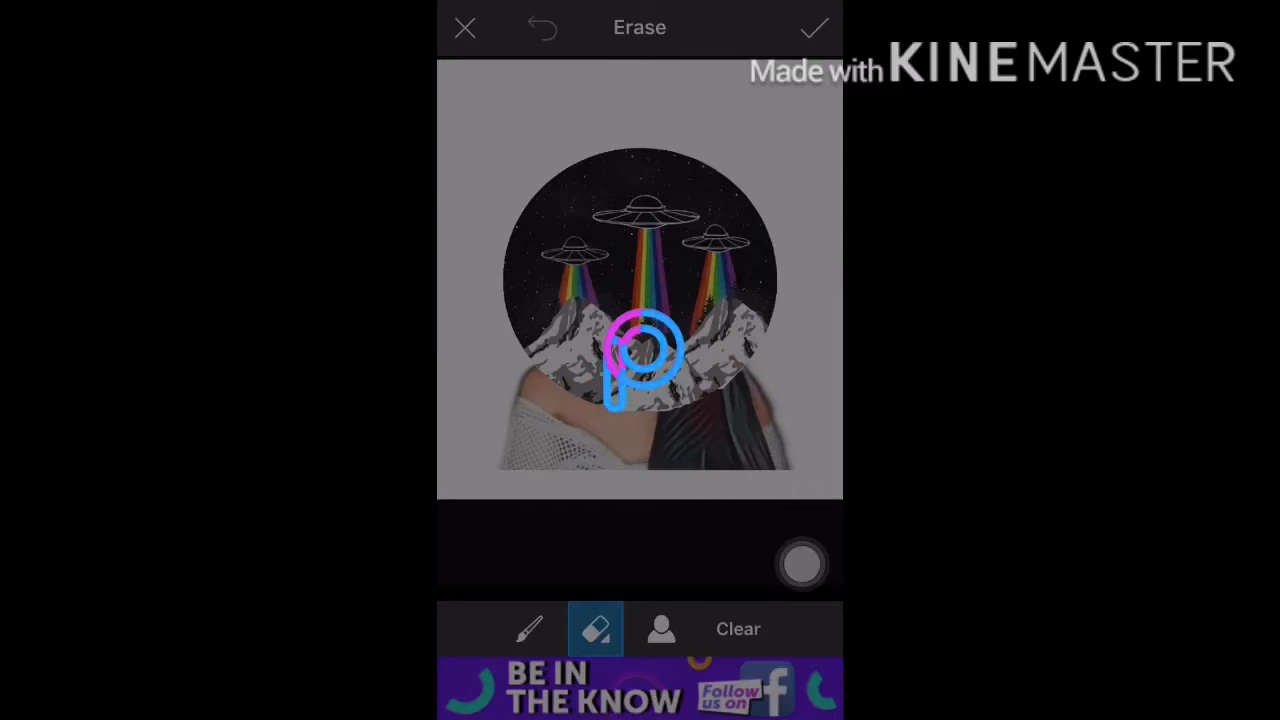 Erase
Made with KINEMASTER
Clear
BE IN
THE KNOW
Follow
us on